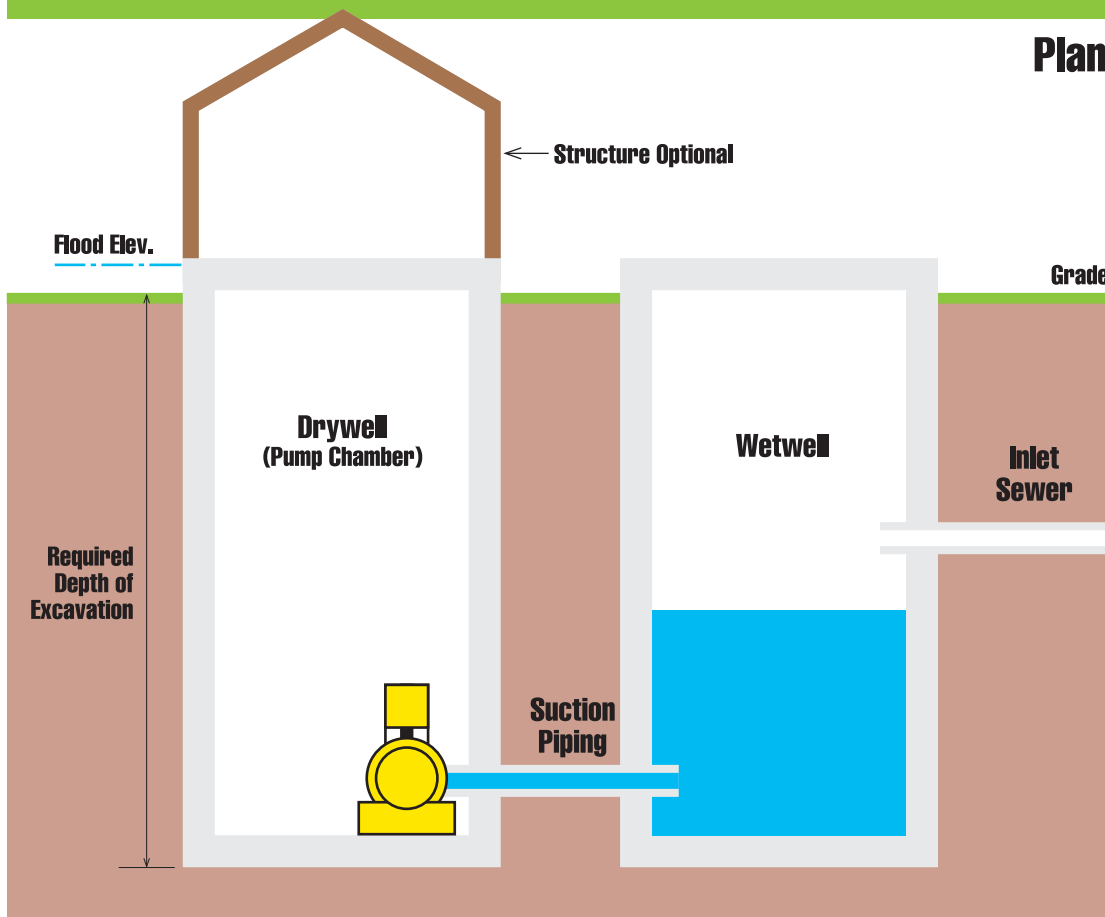 Plan
Structure Optional
Flood Elev.
Grade
Drywell
(Pump Chamber)
Wetwell
Inlet
Sewer
Required
Depth of
Excavation
Suction
Piping